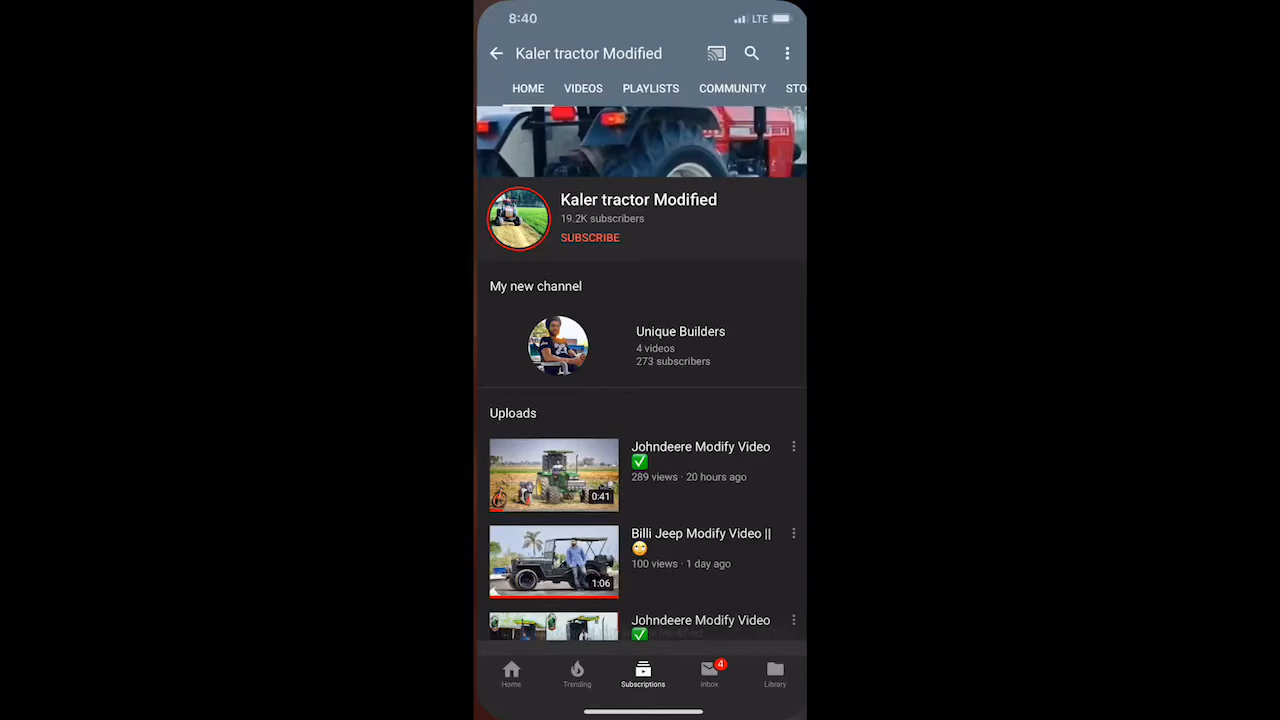 8:40
LTE
Kaler tractor Modified
HOME VIDEOS PLAYLISTS COMMUNITY STO
Kaler tractor Modified
19.2K subscribers
SUBSCRIBE
My new channel
Unique Builders
4 videos
273 subscribers
Uploads
Johndeere Modify Video
✅
289 views · 20 hours ago
0:41
Billi Jeep Modify Video ||
🙄
100 views · 1 day ago
1:06
Johndeere Modify Video
✅
4
Home Trending Subscriptions Inbox Library